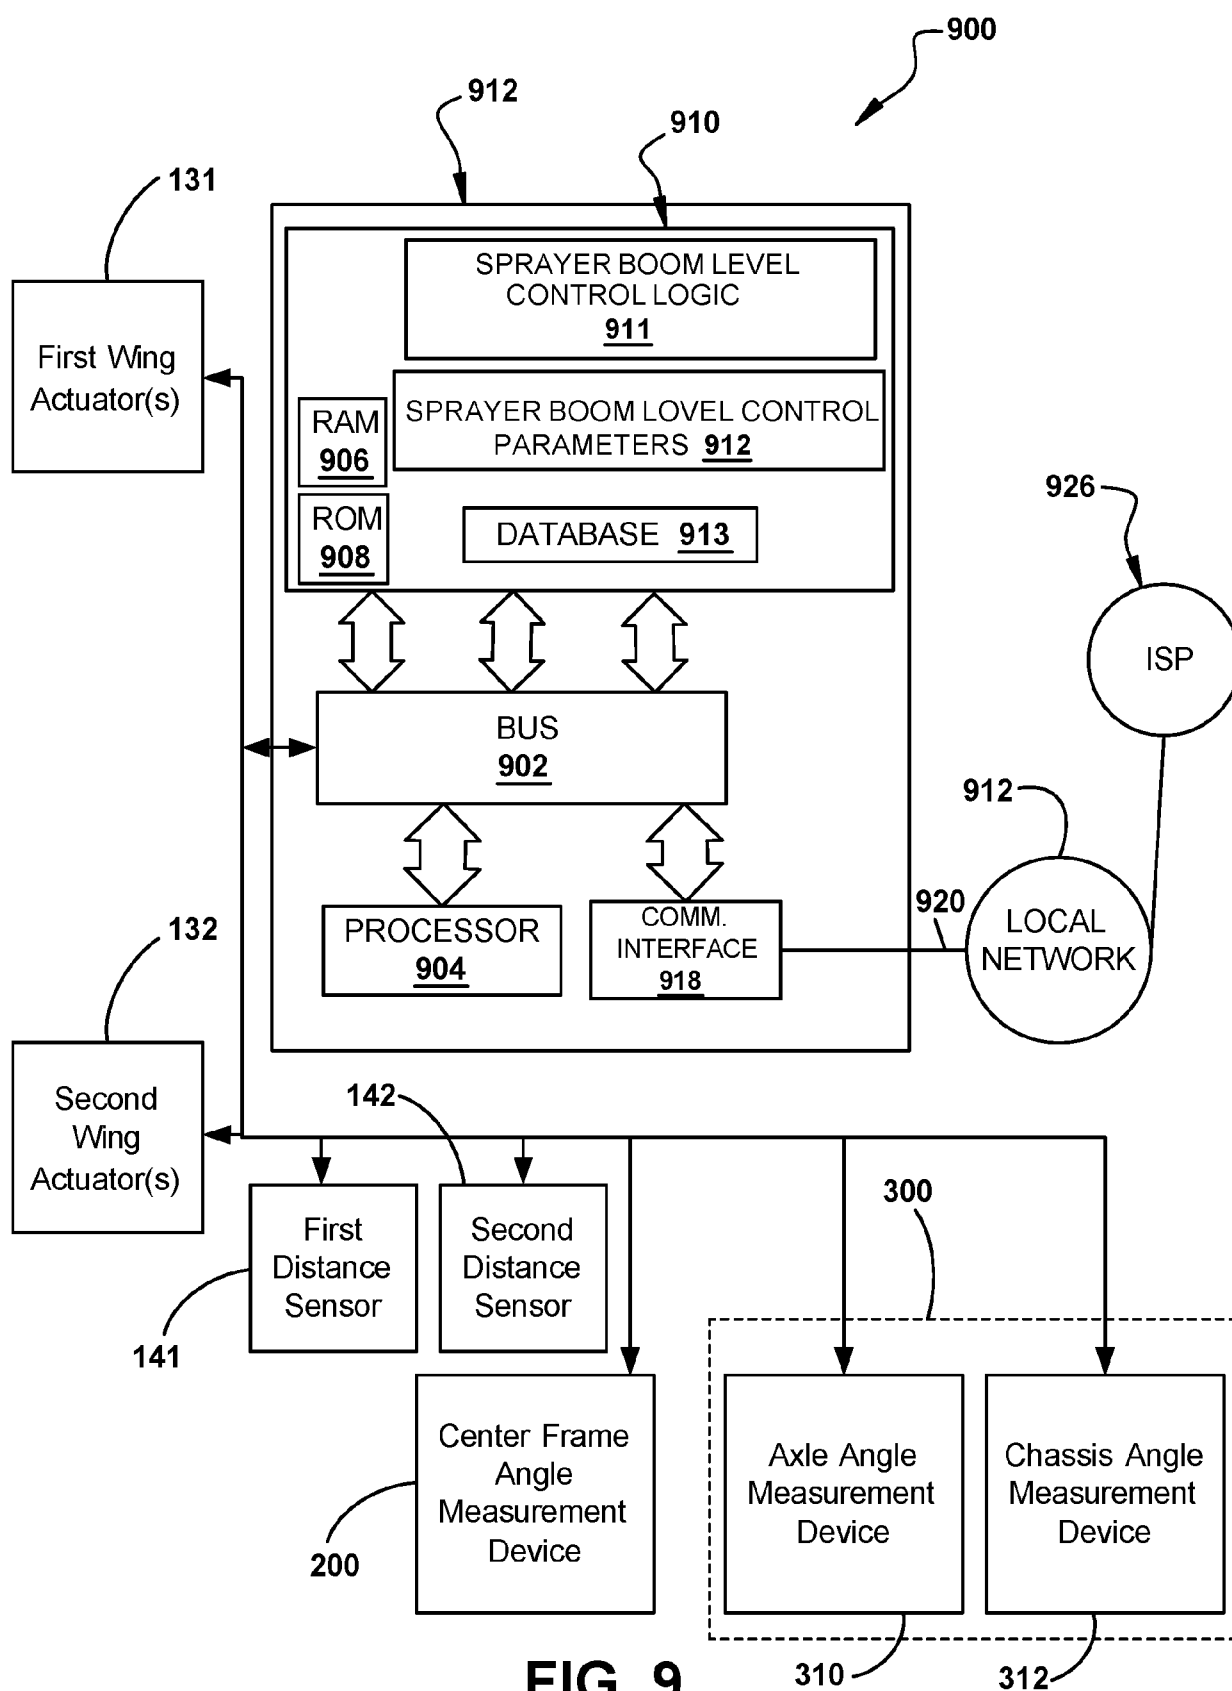 900
912
910
131
SPRAYER BOOM LEVEL
CONTROL LOGIC
911
First Wing
Actuator(s)
SPRAYER BOOM LOVEL CONTROL
PARAMETERS 912
RAM
906
ROM
908
DATABASE 913
926
ISP
BUS
902
912
PROCESSOR
904
COMM.
INTERFACE
918
920
LOCAL
NETWORK
132
Second
Wing
Actuator(s)
142
300
First
Distance
Sensor
Second
Distance
Sensor
141
Center Frame
Angle
Measurement
Device
Axle Angle
Measurement
Device
Chassis Angle
Measurement
Device
200
310
312
FIG. 9